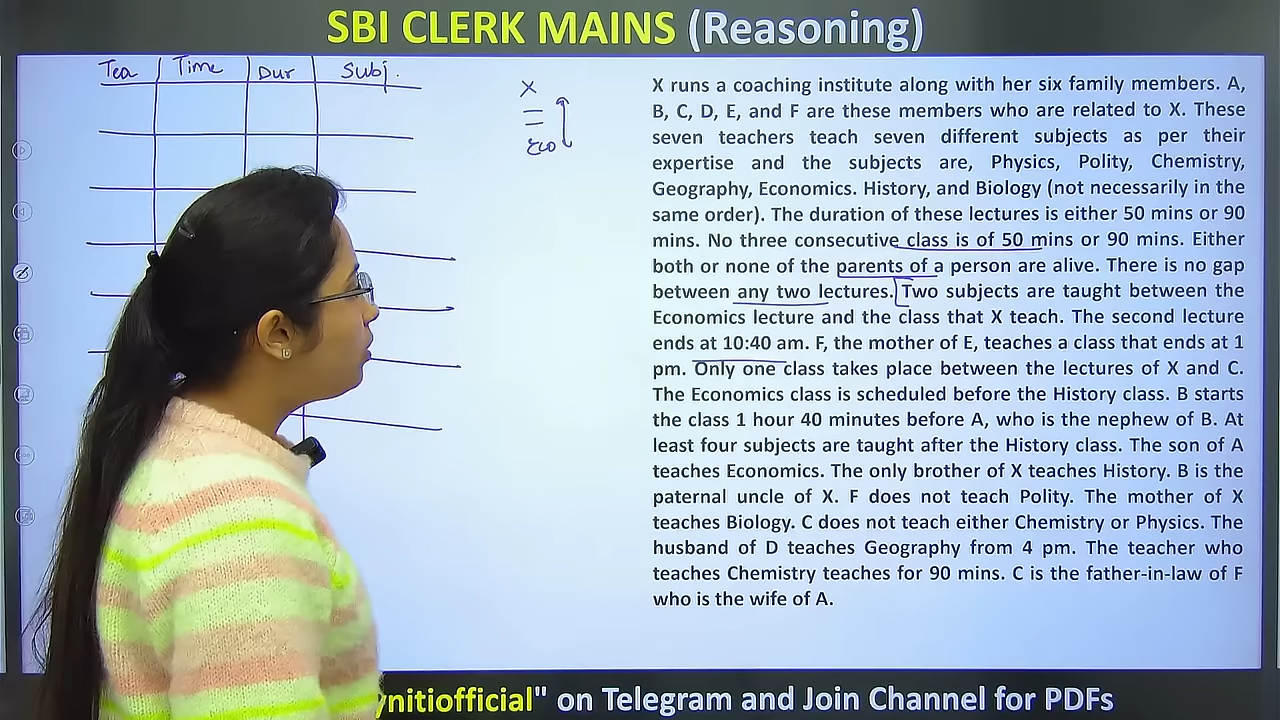 SBI CLERK MAINS (Reasoning)
Tea Time Dur Subj.
X
Eco
X runs a coaching institute along with her six family members. A,
B, C, D, E, and F are these members who are related to X. These
seven teachers teach seven different subjects as per their
expertise and the subjects are, Physics, Polity, Chemistry,
Geography, Economics. History, and Biology (not necessarily in the
same order). The duration of these lectures is either 50 mins or 90
mins. No three consecutive class is of 50 mins or 90 mins. Either
both or none of the parents of a person are alive. There is no gap
between any two lectures. Two subjects are taught between the
Economics lecture and the class that X teach. The second lecture
ends at 10:40 am. F, the mother of E, teaches a class that ends at 1
pm. Only one class takes place between the lectures of X and C.
The Economics class is scheduled before the History class. B starts
the class 1 hour 40 minutes before A, who is the nephew of B. At
least four subjects are taught after the History class. The son of A
teaches Economics. The only brother of X teaches History. B is the
paternal uncle of X. F does not teach Polity. The mother of X
teaches Biology. C does not teach either Chemistry or Physics. The
husband of D teaches Geography from 4 pm. The teacher who
teaches Chemistry teaches for 90 mins. C is the father-in-law of F
who is the wife of A.
ynitiofficial" on Telegram and Join Channel for PDFs